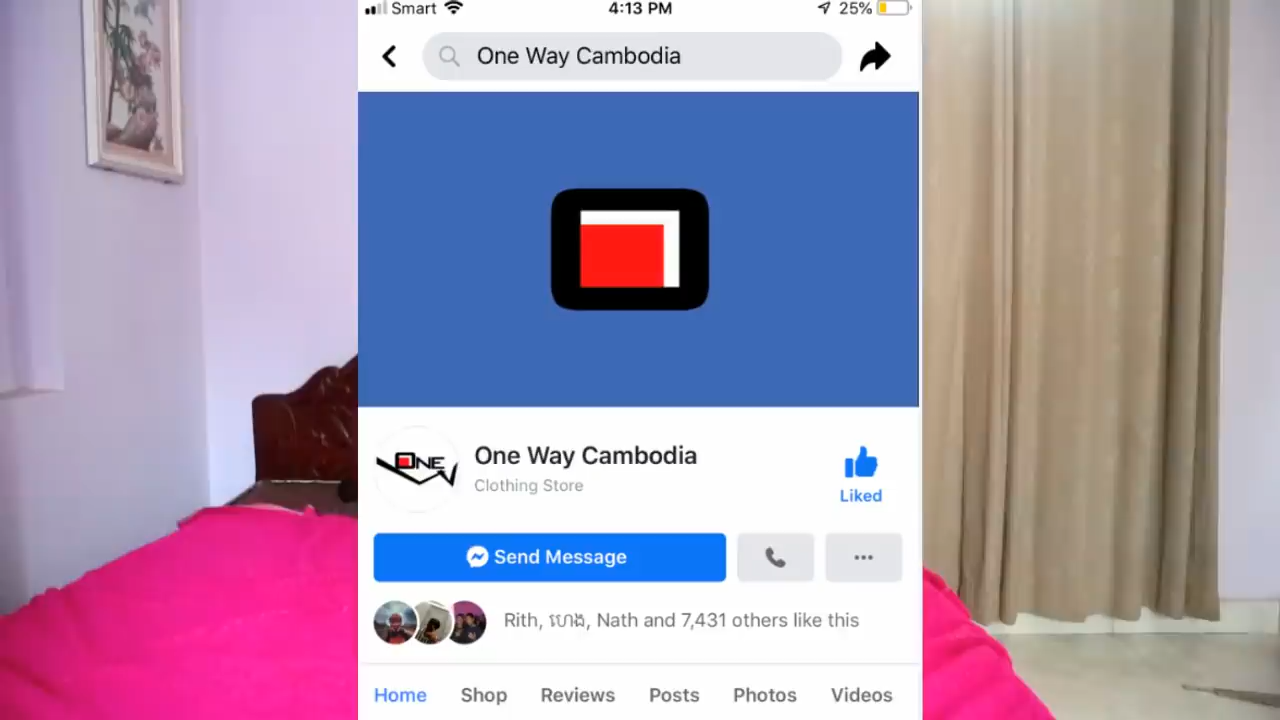 Smart 4:13 PM 25%
One Way Cambodia
ONE
One Way Cambodia
Clothing Store
Liked
Send Message
Rith, ហេង, Nath and 7,431 others like this
Home Shop Reviews Posts Photos Videos